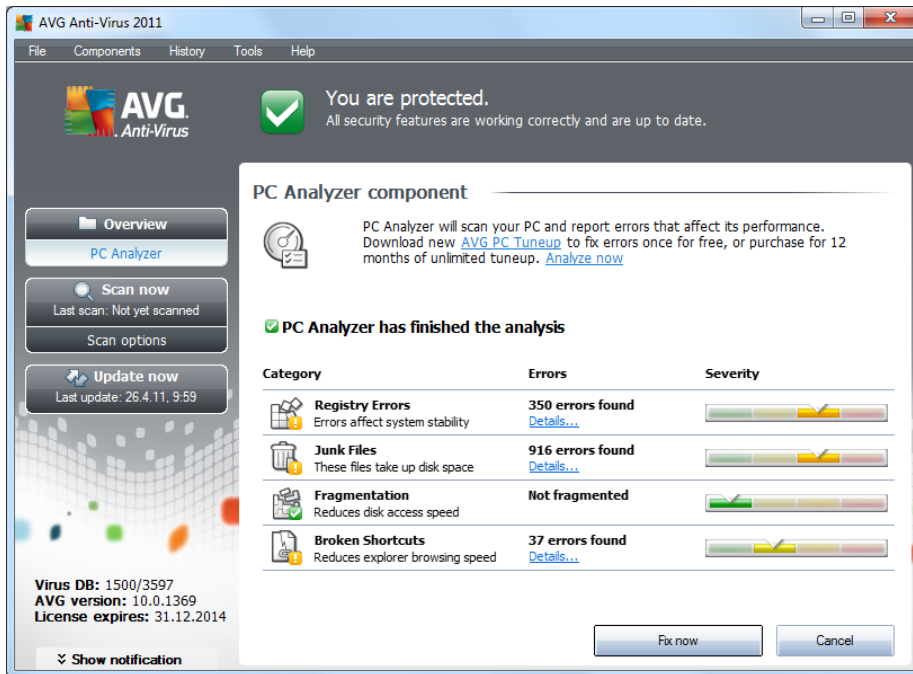 AVG Anti-Virus 2011
File Components History Tools Help
AVG.
Anti-Virus
You are protected.
All security features are working correctly and are up to date.
Overview
PC Analyzer
Scan now
Last scan: Not yet scanned
Scan options
Update now
Last update: 26.4.11, 9:59
Virus DB: 1500/3597
AVG version: 10.0.1369
License expires: 31.12.2014
Show notification
PC Analyzer component
PC Analyzer will scan your PC and report errors that affect its performance.
Download new AVG PC Tuneup to fix errors once for free, or purchase for 12
months of unlimited tuneup. Analyze now
PC Analyzer has finished the analysis
Category Errors Severity
Registry Errors 350 errors found
Errors affect system stability Details...
Junk Files 916 errors found
These files take up disk space Details...
Fragmentation Not fragmented
Reduces disk access speed
Broken Shortcuts 37 errors found
Reduces explorer browsing speed Details...
Fix now Cancel